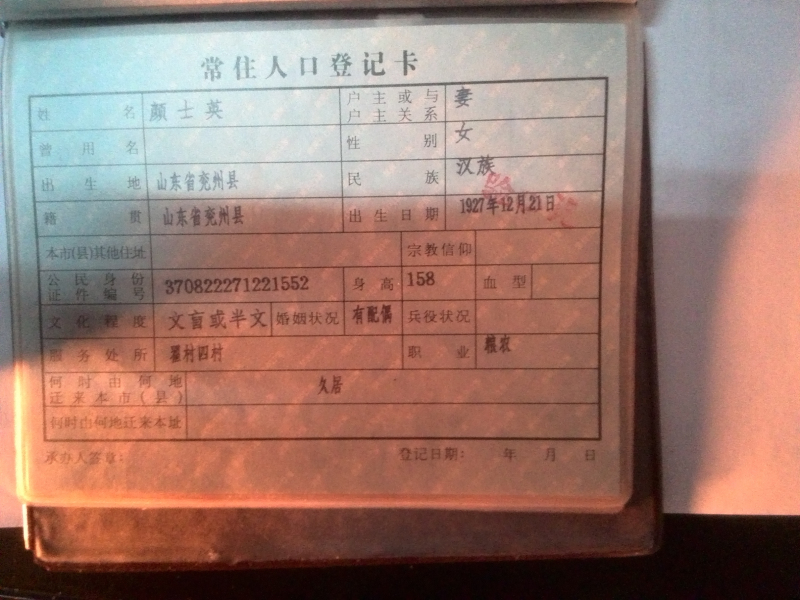 常住人口登记卡
姓名 颜士英 户主或与户主关系 妻
曾用名 性别 女
出生地 山东省兖州县 民族 汉族
籍贯 山东省兖州县 出生日期 1927年12月21日
本市(县)其他住址 宗教信仰
公民身份证件编号 370822271221552 身高 158 血型
文化程度 文盲或半文 婚姻状况 有配偶 兵役状况
服务处所 翟村四村 职业 粮农
何时由何地迁来本市(县) 久居
何时由何地迁来本址
承办人签章: 登记日期: 年 月 日